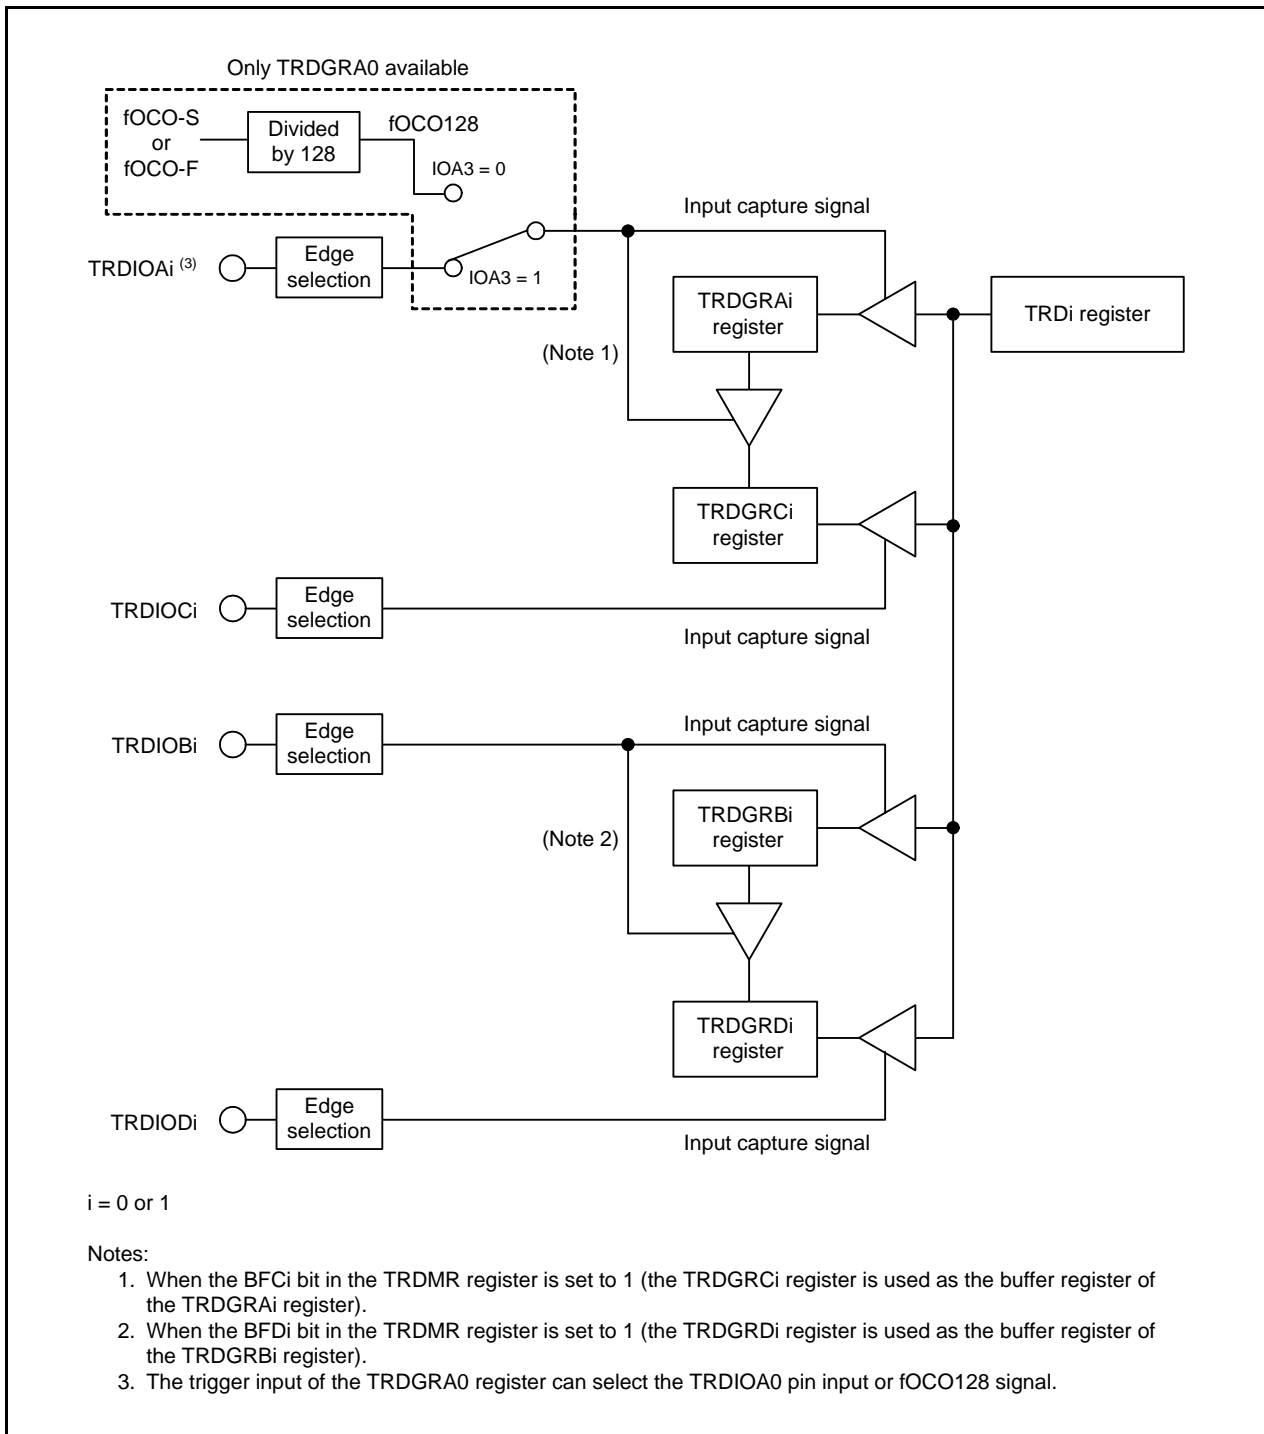 Only TRDGRA0 available
fOCO-S
or
fOCO-F
Divided
by 128
fOCO128
IOA3 = 0
Input capture signal
TRDIOAi (3)
Edge
selection
IOA3 = 1
TRDGRAi
register
TRDi register
(Note 1)
TRDGRCi
register
TRDIOCi
Edge
selection
Input capture signal
TRDIOBi
Edge
selection
Input capture signal
TRDGRBi
register
(Note 2)
TRDGRDi
register
TRDIODi
Edge
selection
Input capture signal
i = 0 or 1
Notes:
1. When the BFCi bit in the TRDMR register is set to 1 (the TRDGRCi register is used as the buffer register of
the TRDGRAi register).
2. When the BFDi bit in the TRDMR register is set to 1 (the TRDGRDi register is used as the buffer register of
the TRDGRBi register).
3. The trigger input of the TRDGRA0 register can select the TRDIOA0 pin input or fOCO128 signal.